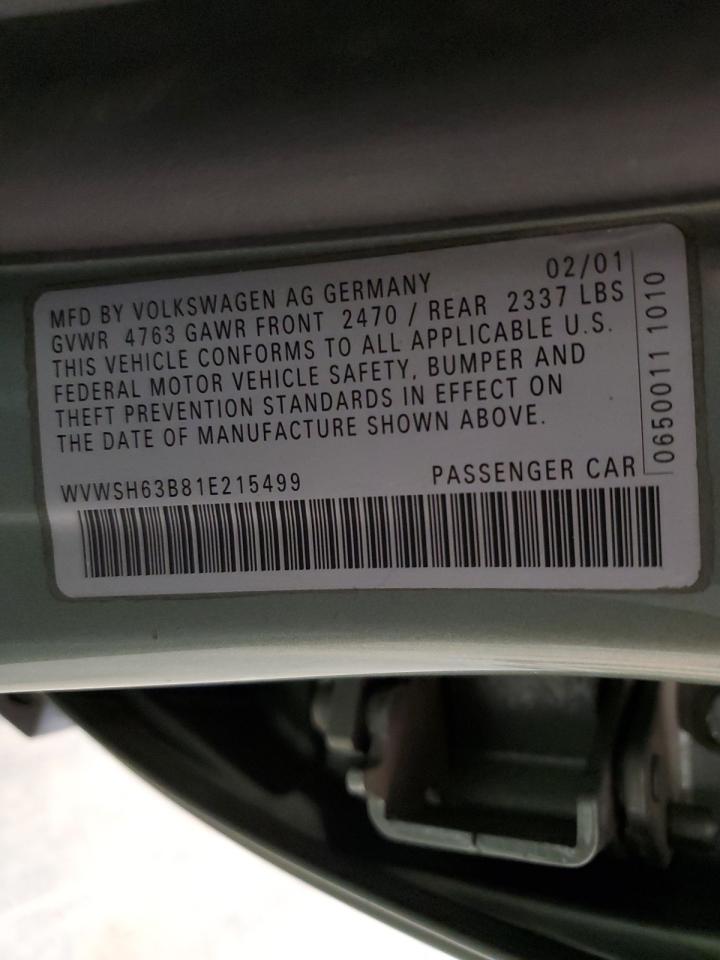 MFD BY VOLKSWAGEN AG GERMANY 02/01
GVWR 4763 GAWR FRONT 2470 / REAR 2337 LBS
THIS VEHICLE CONFORMS TO ALL APPLICABLE U.S.
FEDERAL MOTOR VEHICLE SAFETY, BUMPER AND
THEFT PREVENTION STANDARDS IN EFFECT ON
THE DATE OF MANUFACTURE SHOWN ABOVE.
WVWSH63B81E215499 PASSENGER CAR
0650011 1010